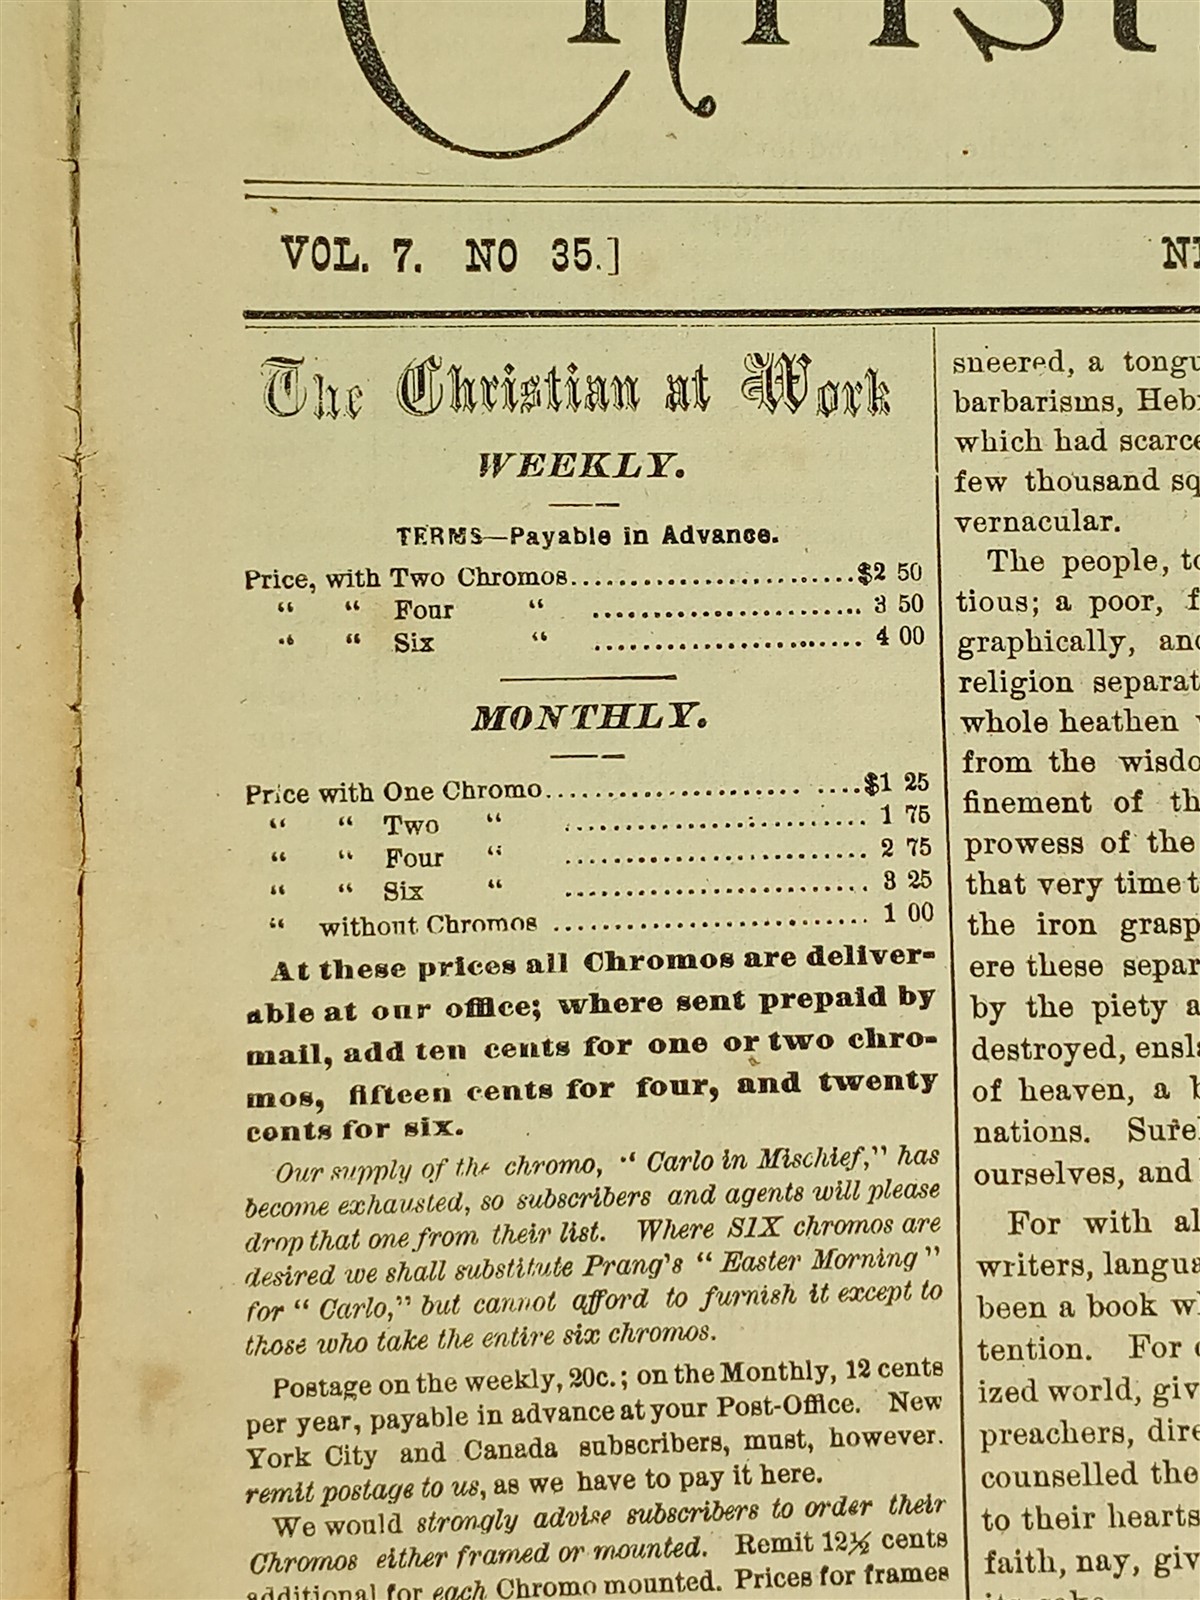 Christ
VOL. 7. NO 35.]
The Christian at Work
WEEKLY.
TERMS—Payable in Advance.
Price, with Two Chromos..........................$2 50
“ “ Four “ ........................ 3 50
“ “ Six “ ........................ 4 00
MONTHLY.
Price with One Chromo..........................$1 25
“ “ Two “ .......................... 1 75
“ “ Four “ .......................... 2 75
“ “ Six “ .......................... 3 25
“ without Chromos .......................... 1 00
At these prices all Chromos are deliver-
able at our office; where sent prepaid by
mail, add ten cents for one or two chro-
mos, fifteen cents for four, and twenty
cents for six.
Our supply of the chromo, “ Carlo in Mischief,” has
become exhausted, so subscribers and agents will please
drop that one from their list. Where SIX chromos are
desired we shall substitute Prang's “ Easter Morning ”
for “ Carlo,” but cannot afford to furnish it except to
those who take the entire six chromos.
Postage on the weekly, 20c.; on the Monthly, 12 cents
per year, payable in advance at your Post-Office. New
York City and Canada subscribers, must, however.
remit postage to us, as we have to pay it here.
We would strongly advise subscribers to order their
Chromos either framed or mounted. Remit 12½ cents
additional for each Chromo mounted. Prices for frames
sneered, a
barbarisms,
which had
few thousand
vernacular.
The people,
tious; a poor,
graphically,
religion
whole heathen
from the
finement of
prowess of the
that very time
the iron
ere these
by the piety
destroyed,
of heaven, a
nations.
ourselves, and
For with
writers,
been a book
tention. For
ized world,
preachers,
counselled the
to their hearts
faith, nay,